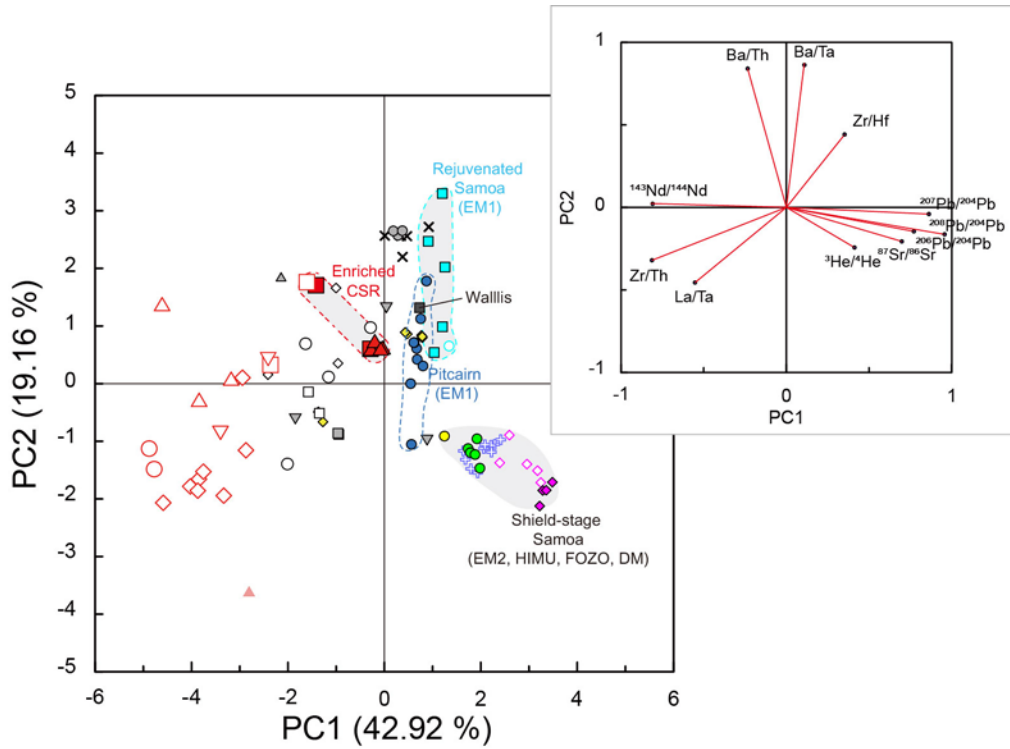 PC2 (19.16 %)
5
4
3
2
1
0
-1
-2
-3
-4
-5
-6
-4
-2
0
2
4
6
PC1 (42.92 %)
Rejuvenated
Samoa
(EM1)
Enriched
CSR
Walllis
Pitcairn
(EM1)
Shield-stage
Samoa
(EM2, HIMU, FOZO, DM)
PC2
1
0
-1
-1
0
1
PC1
Ba/Th
Ba/Ta
Zr/Hf
¹⁴³Nd/¹⁴⁴Nd
²⁰⁷Pb/²⁰⁴Pb
²⁰⁸Pb/²⁰⁴Pb
²⁰⁶Pb/²⁰⁴Pb
⁸⁷Sr/⁸⁶Sr
³He/⁴He
Zr/Th
La/Ta